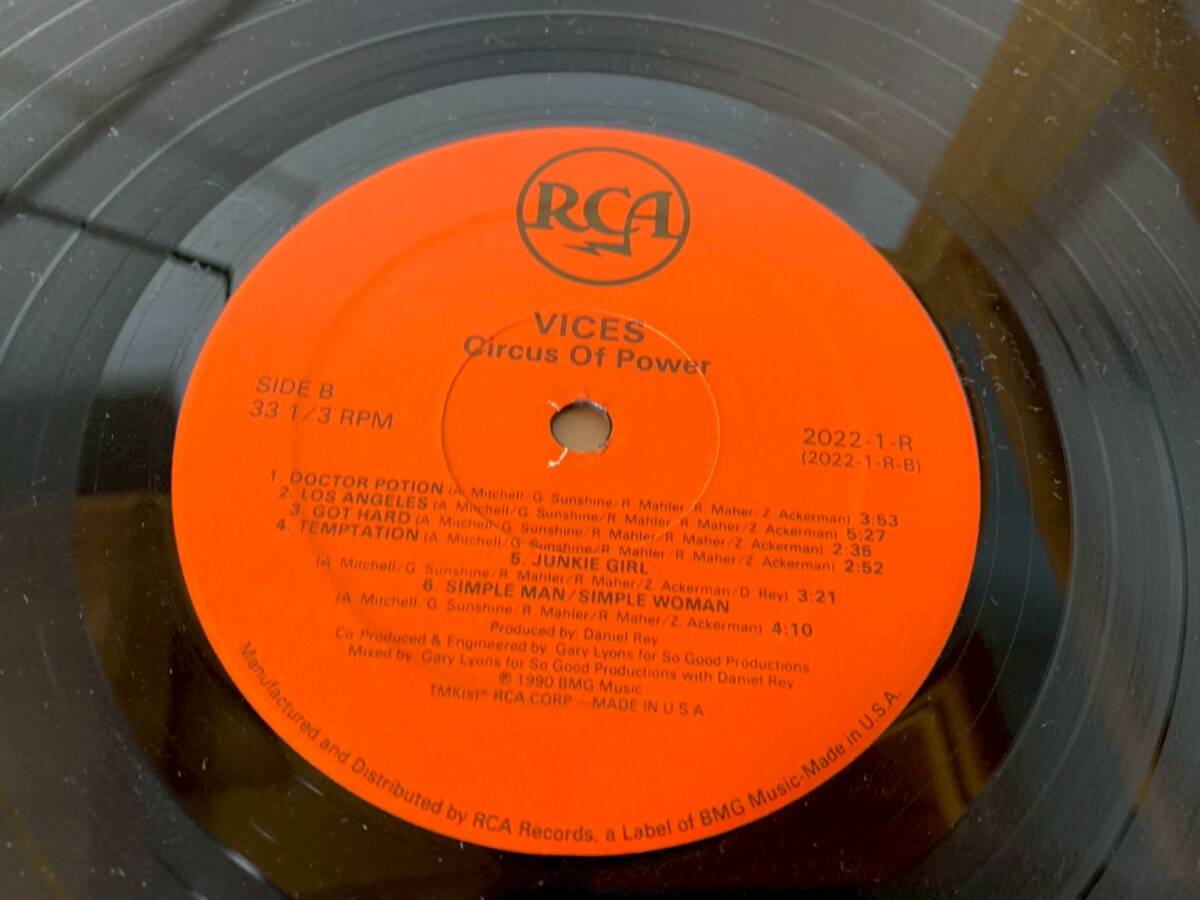 RCA
VICES
Circus Of Power
SIDE B
33 1/3 RPM
2022-1-R
(2022-1-R-B)
1. DOCTOR POTION (A. Mitchell/G. Sunshine/R. Mahler/R. Maher/Z. Ackerman) 3:53
2. LOS ANGELES (A. Mitchell/G. Sunshine/R. Mahler/R. Maher/Z. Ackerman) 5:27
3. GOT HARD (A. Mitchell/G. Sunshine/R. Mahler/R. Maher/Z. Ackerman) 2:35
4. TEMPTATION (A. Mitchell/G. Sunshine/R. Mahler/R. Maher/Z. Ackerman) 2:52
5. JUNKIE GIRL
(A. Mitchell/G. Sunshine/R. Mahler/R. Maher/Z. Ackerman/D. Rey) 3:21
6. SIMPLE MAN/SIMPLE WOMAN
(A. Mitchell/G. Sunshine/R. Mahler/R. Maher/Z. Ackerman) 4:10
Produced by: Daniel Rey
Co Produced & Engineered by: Gary Lyons for So Good Productions
Mixed by: Gary Lyons for So Good Productions with Daniel Rey
℗ 1990 BMG Music
TMK(s)® RCA CORP – MADE IN U.S.A
Manufactured and Distributed by RCA Records, a Label of BMG Music-Made in U.S.A.